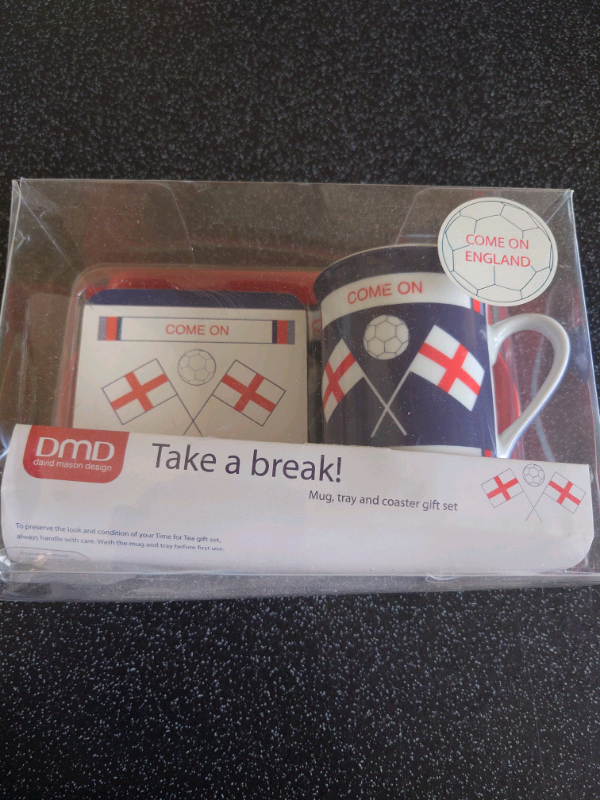 COME ON
ENGLAND
COME ON
COME ON
DMD
david mason design
Take a break!
Mug, tray and coaster gift set
To preserve the look and condition of your Time for Tea gift set,
always handle with care. Wash the mug and tray before first use.